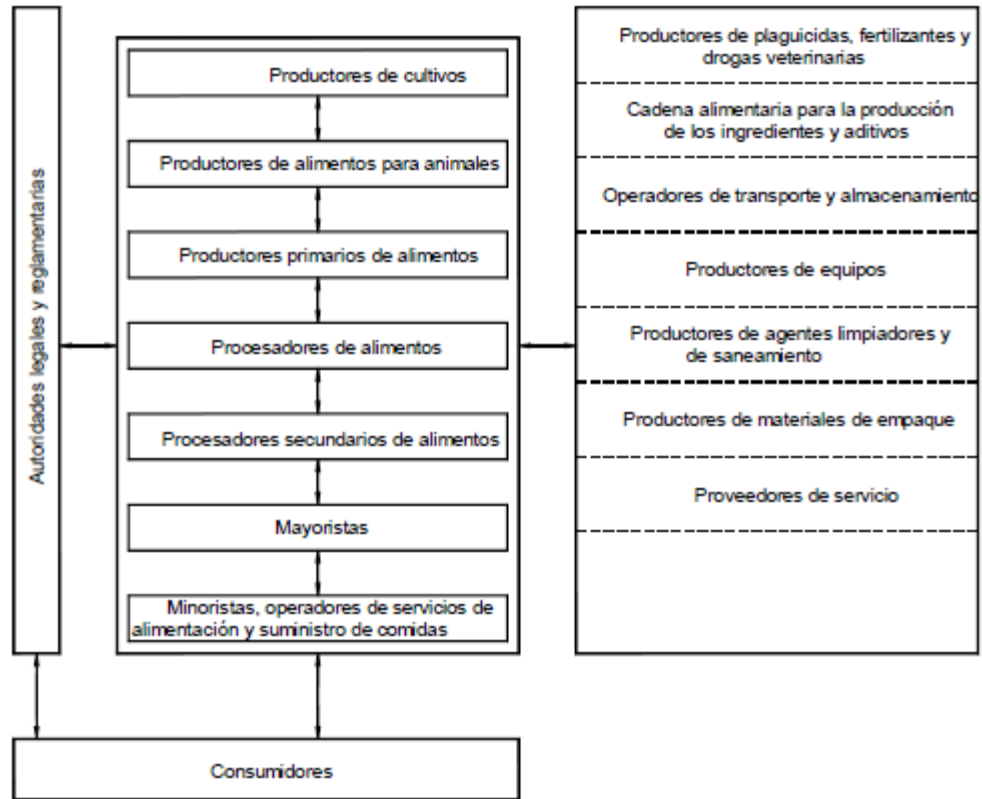 Autoridades legales y reglamentarias
Productores de cultivos
Productores de alimentos para animales
Productores primarios de alimentos
Procesadores de alimentos
Procesadores secundarios de alimentos
Mayoristas
Minoristas, operadores de servicios de
alimentación y suministro de comidas
Productores de plaguicidas, fertilizantes y
drogas veterinarias
Cadena alimentaria para la producción
de los ingredientes y aditivos
Operadores de transporte y almacenamiento
Productores de equipos
Productores de agentes limpiadores y
de saneamiento
Productores de materiales de empaque
Proveedores de servicio
Consumidores